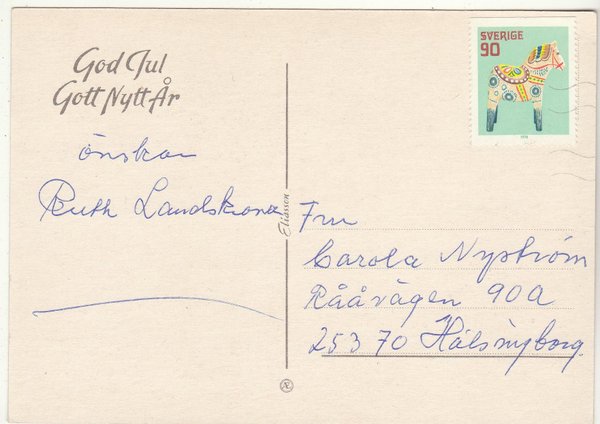 God Jul
Gott Nytt År
önskar
Ruth Landskrona
Eliasson
SVERIGE
90
1978
Fru
Carola Nyström
Rååvägen 90A
253 70 Hälsingborg.
Æ